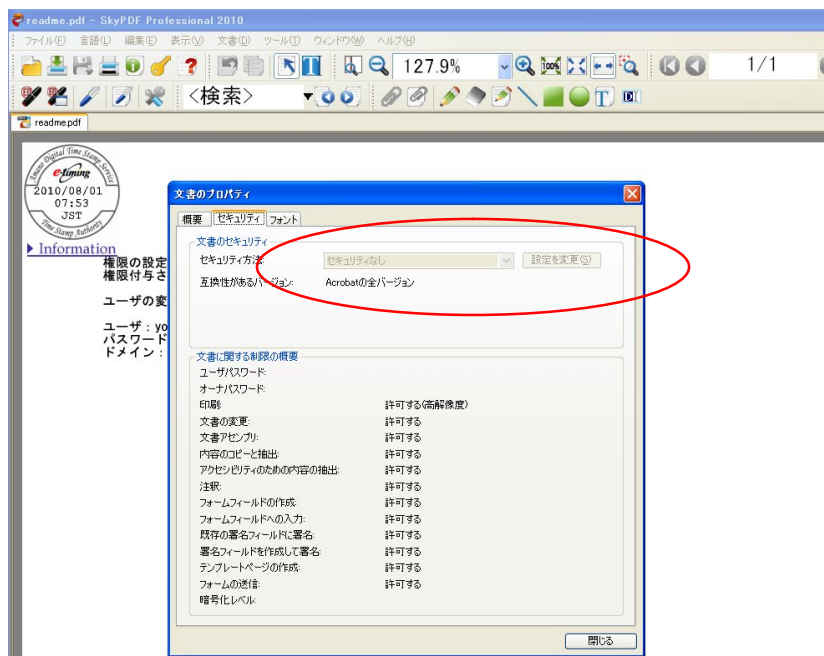 readme.pdf - SkyPDF Professional 2010
ファイル(F) 言語(L) 編集(E) 表示(V) 文書(D) ツール(T) ウィンドウ(W) ヘルプ(H)
127.9%
100%
1/1
<検索>
readme.pdf
Amano Digital Time Stamp Service
e-timing
2010/08/01
07:53
JST
Time Stamp Authority
Information
権限の設定
権限付与さ
ユーザの変
ユーザ：yo
パスワード
ドメイン：
文書のプロパティ
概要 セキュリティ フォント
文書のセキュリティ
セキュリティ方法: セキュリティなし 設定を変更(S)
互換性があるバージョン: Acrobatの全バージョン
文書に関する制限の概要
ユーザパスワード:
オーナパスワード:
印刷: 許可する(高解像度)
文書の変更: 許可する
文書アセンブリ: 許可する
内容のコピーと抽出: 許可する
アクセシビリティのための内容の抽出: 許可する
注釈: 許可する
フォームフィールドの作成: 許可する
フォームフィールドへの入力: 許可する
既存の署名フィールドに署名: 許可する
署名フィールドを作成して署名: 許可する
テンプレートページの作成: 許可する
フォームの送信: 許可する
暗号化レベル:
閉じる